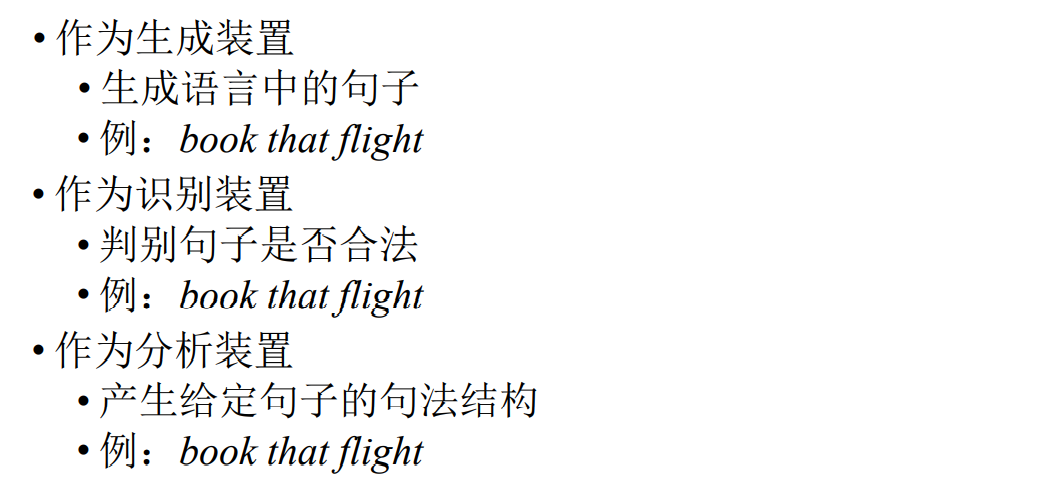 • 作为生成装置
• 生成语言中的句子
• 例：book that flight
• 作为识别装置
• 判别句子是否合法
• 例：book that flight
• 作为分析装置
• 产生给定句子的句法结构
• 例：book that flight